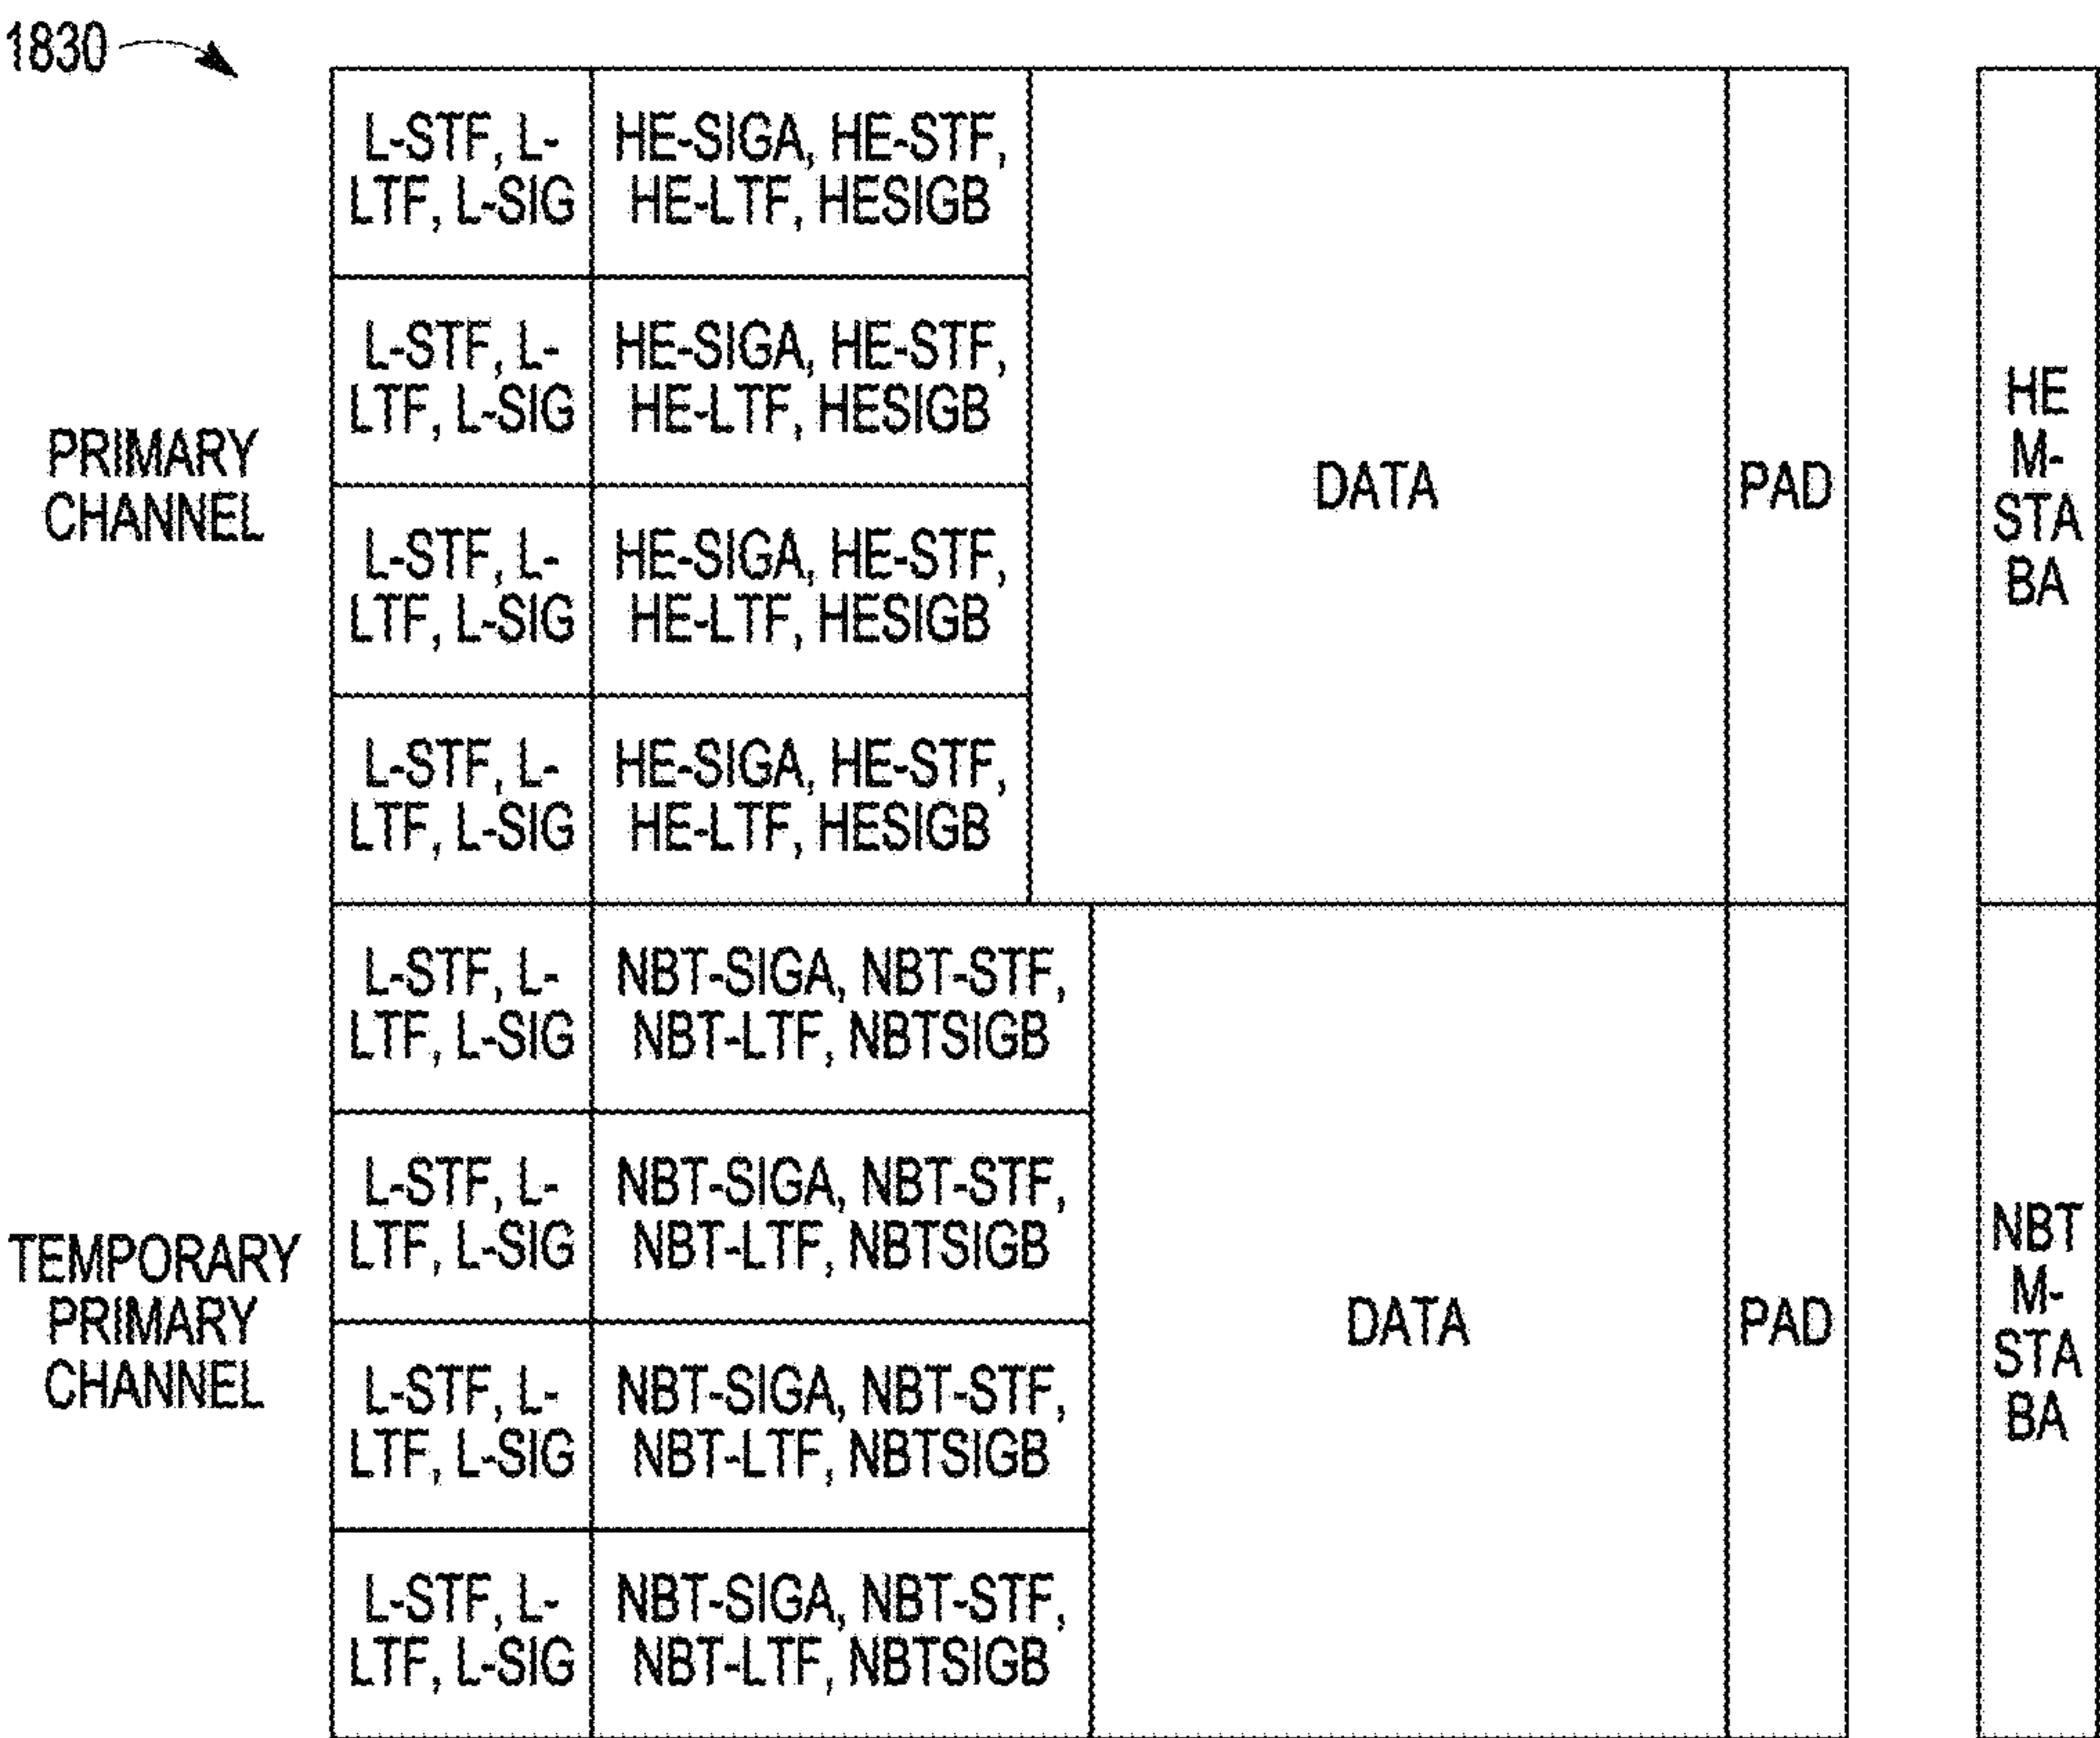 1830
L-STF, L-
LTF, L-SIG
HE-SIGA, HE-STF,
HE-LTF, HESIGB
L-STF, L-
LTF, L-SIG
HE-SIGA, HE-STF,
HE-LTF, HESIGB
L-STF, L-
LTF, L-SIG
HE-SIGA, HE-STF,
HE-LTF, HESIGB
L-STF, L-
LTF, L-SIG
HE-SIGA, HE-STF,
HE-LTF, HESIGB
PRIMARY
CHANNEL
DATA
PAD
HE
M-
STA
BA
L-STF, L-
LTF, L-SIG
NBT-SIGA, NBT-STF,
NBT-LTF, NBTSIGB
L-STF, L-
LTF, L-SIG
NBT-SIGA, NBT-STF,
NBT-LTF, NBTSIGB
L-STF, L-
LTF, L-SIG
NBT-SIGA, NBT-STF,
NBT-LTF, NBTSIGB
L-STF, L-
LTF, L-SIG
NBT-SIGA, NBT-STF,
NBT-LTF, NBTSIGB
TEMPORARY
PRIMARY
CHANNEL
DATA
PAD
NBT
M-
STA
BA